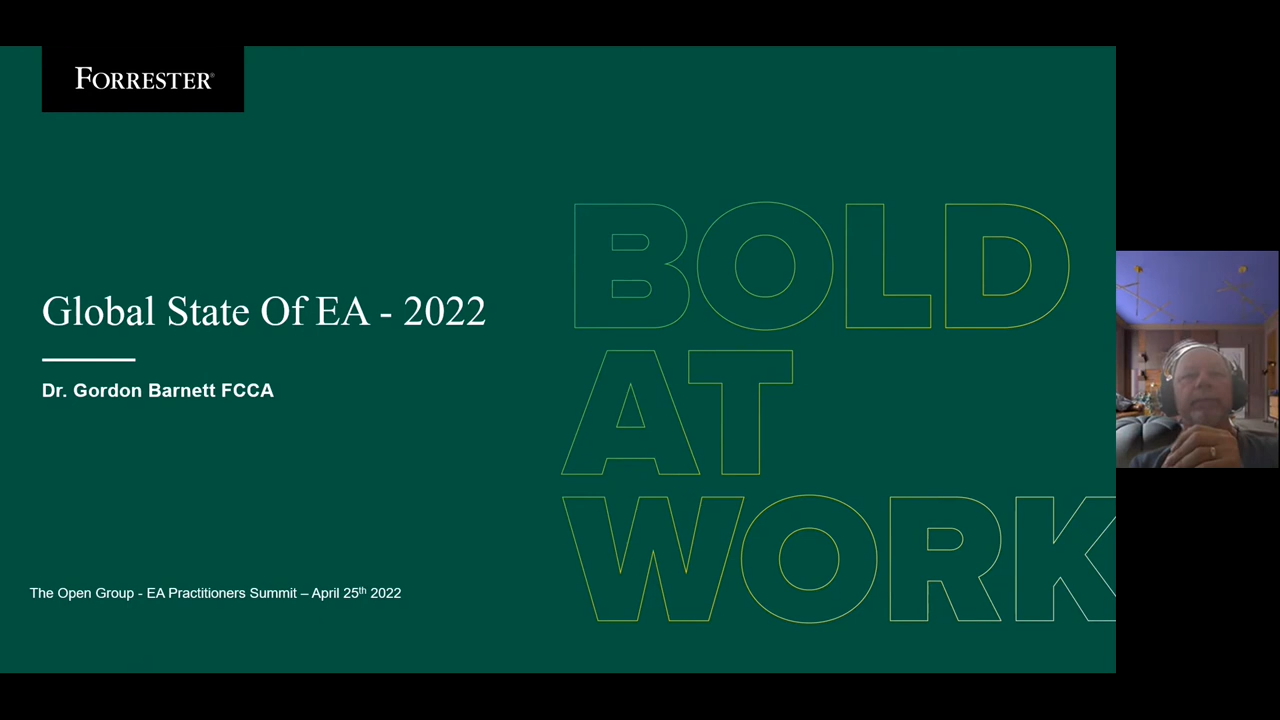 FORRESTER®
Global State Of EA - 2022
Dr. Gordon Barnett FCCA
BOLD
AT
WORK
The Open Group - EA Practitioners Summit – April 25th 2022